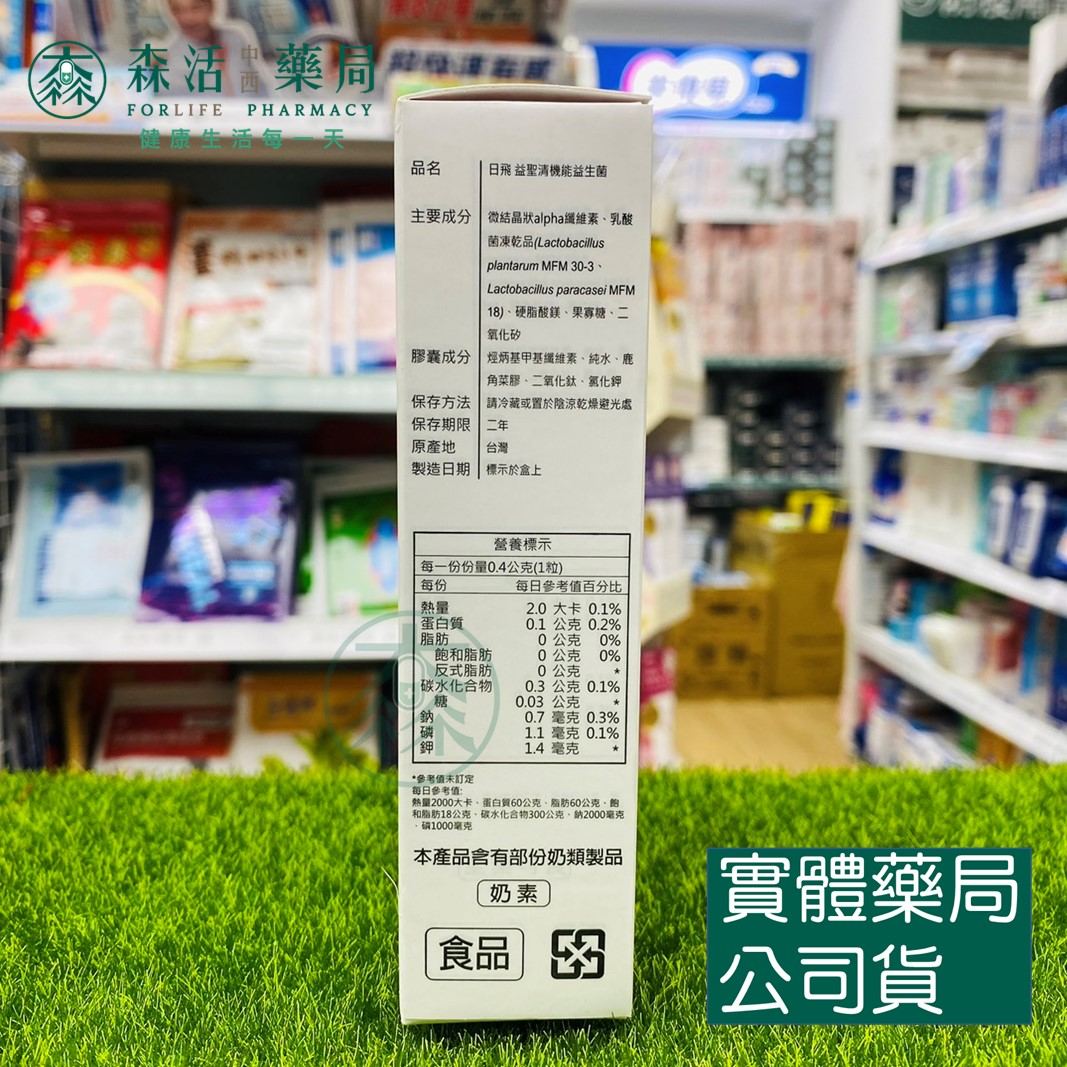 森活中西藥局
FORLIFE PHARMACY
健康生活每一天
品名 日飛 益聖清機能益生菌
主要成分 微結晶狀alpha纖維素、乳酸
菌凍乾品(Lactobacillus
plantarum MFM 30-3、
Lactobacillus paracasei MFM
18)、硬脂酸鎂、果寡糖、二
氧化矽
膠囊成分 羥丙基甲基纖維素、純水、鹿
角菜膠、二氧化鈦、氯化鉀
保存方法 請冷藏或置於陰涼乾燥避光處
保存期限 二年
原產地 台灣
製造日期 標示於盒上
營養標示
每一份份量0.4公克(1粒)
每份 每日參考值百分比
熱量 2.0 大卡 0.1%
蛋白質 0.1 公克 0.2%
脂肪 0 公克 0%
飽和脂肪 0 公克 0%
反式脂肪 0 公克 *
碳水化合物 0.3 公克 0.1%
糖 0.03 公克 *
鈉 0.7 毫克 0.3%
磷 1.1 毫克 0.1%
鉀 1.4 毫克 *
*參考值未訂定
每日參考值:
熱量2000大卡、蛋白質60公克、脂肪60公克、飽
和脂肪18公克、碳水化合物300公克、鈉2000毫克
、磷1000毫克
本產品含有部份奶類製品
奶素
食品
實體藥局
公司貨